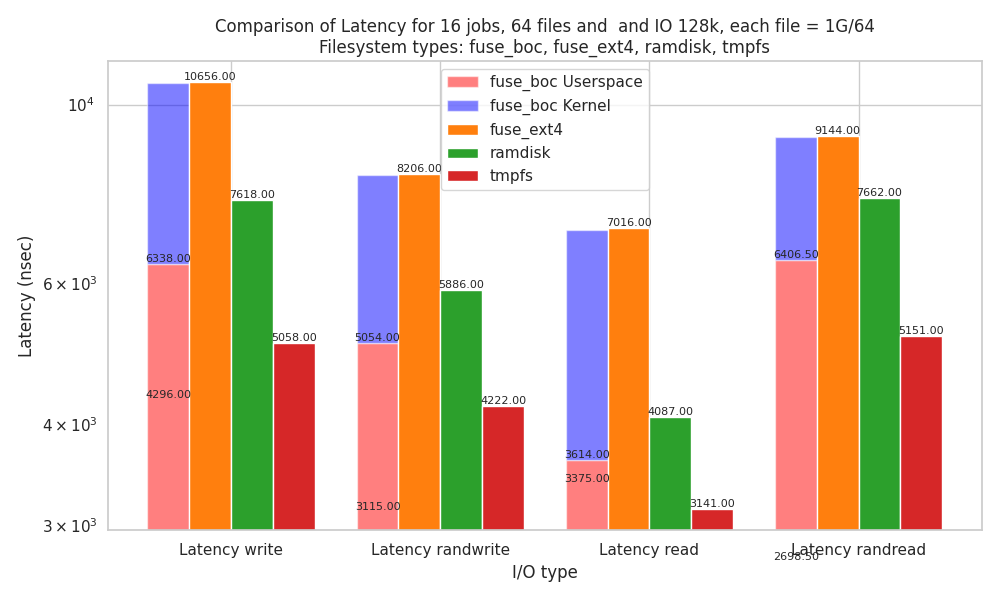 Comparison of Latency for 16 jobs, 64 files and  and IO 128k, each file = 1G/64
Filesystem types: fuse_boc, fuse_ext4, ramdisk, tmpfs
fuse_boc Userspace
fuse_boc Kernel
fuse_ext4
ramdisk
tmpfs
Latency (nsec)
10⁴
6 × 10³
4 × 10³
3 × 10³
6338.00
4296.00
10656.00
7618.00
5058.00
5054.00
3115.00
8206.00
5886.00
4222.00
3614.00
3375.00
7016.00
4087.00
3141.00
6406.50
2698.50
9144.00
7662.00
5151.00
Latency write
Latency randwrite
Latency read
Latency randread
I/O type